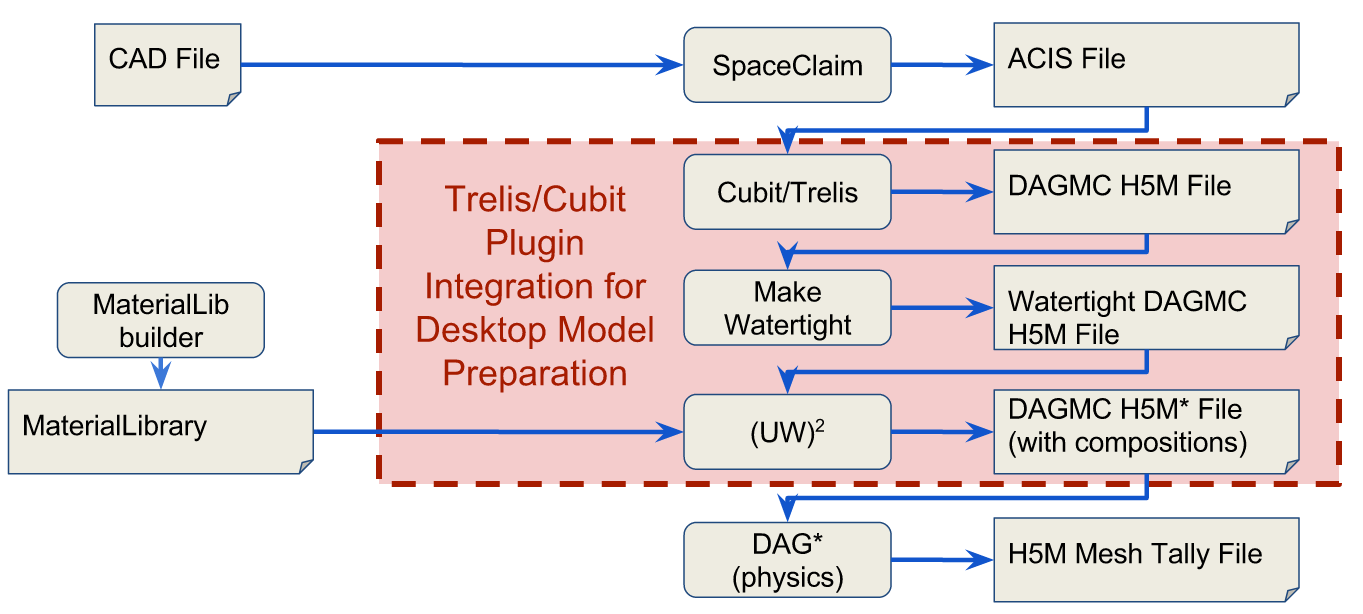 CAD File
SpaceClaim
ACIS File
Trelis/Cubit
Plugin
Integration for
Desktop Model
Preparation
Cubit/Trelis
DAGMC H5M File
Make
Watertight
Watertight DAGMC
H5M File
MaterialLib
builder
MaterialLibrary
(UW)²
DAGMC H5M* File
(with compositions)
DAG*
(physics)
H5M Mesh Tally File